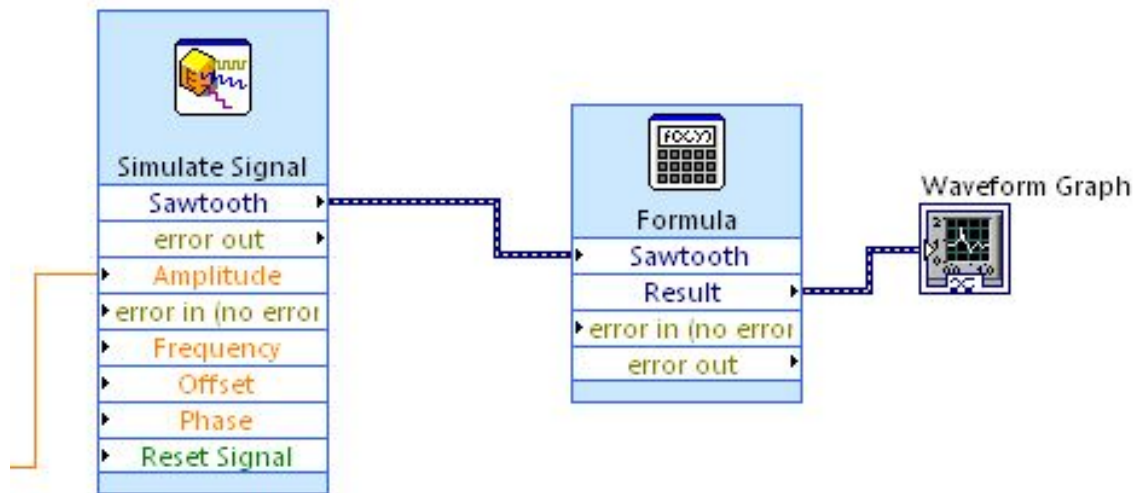 Simulate Signal
Sawtooth
error out
Amplitude
error in (no error
Frequency
Offset
Phase
Reset Signal
f(x,y)
Formula
Sawtooth
Result
error in (no error
error out
Waveform Graph